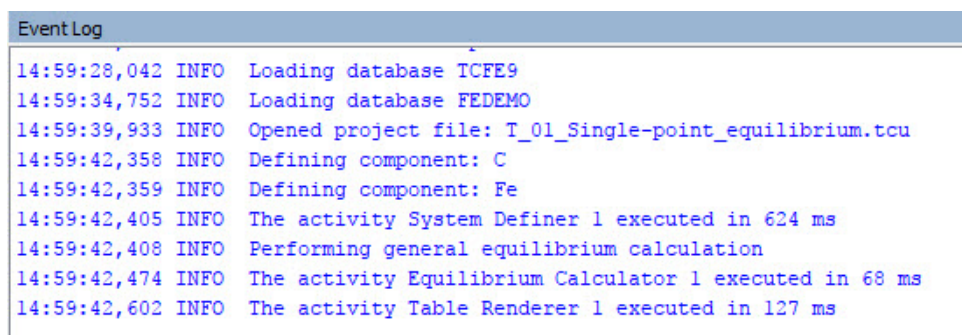 Event Log
14:59:28,042 INFO  Loading database TCFE9
14:59:34,752 INFO  Loading database FEDEMO
14:59:39,933 INFO  Opened project file: T_01_Single-point_equilibrium.tcu
14:59:42,358 INFO  Defining component: C
14:59:42,359 INFO  Defining component: Fe
14:59:42,405 INFO  The activity System Definer 1 executed in 624 ms
14:59:42,408 INFO  Performing general equilibrium calculation
14:59:42,474 INFO  The activity Equilibrium Calculator 1 executed in 68 ms
14:59:42,602 INFO  The activity Table Renderer 1 executed in 127 ms